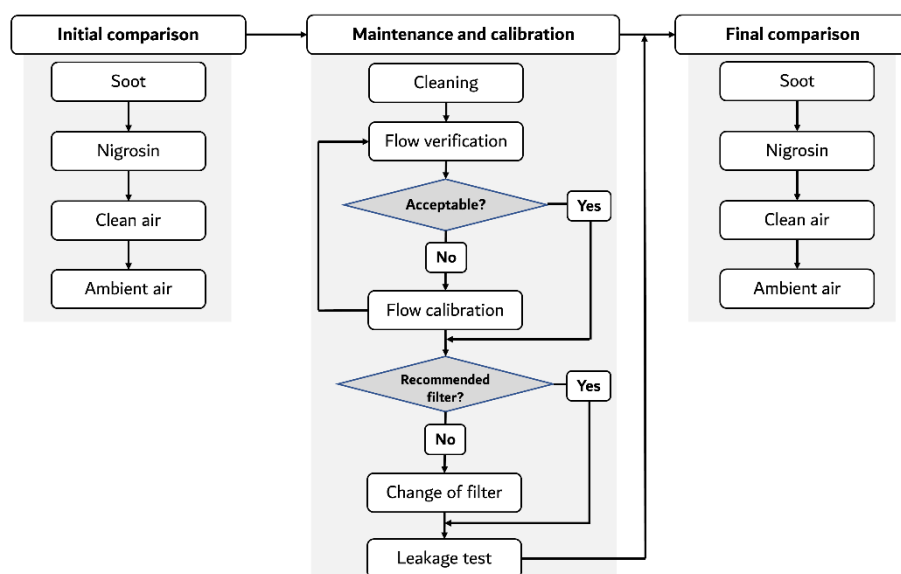 Initial comparison
Soot
Nigrosin
Clean air
Ambient air
Maintenance and calibration
Cleaning
Flow verification
Acceptable?
Yes
No
Flow calibration
Recommended
filter?
Yes
No
Change of filter
Leakage test
Final comparison
Soot
Nigrosin
Clean air
Ambient air